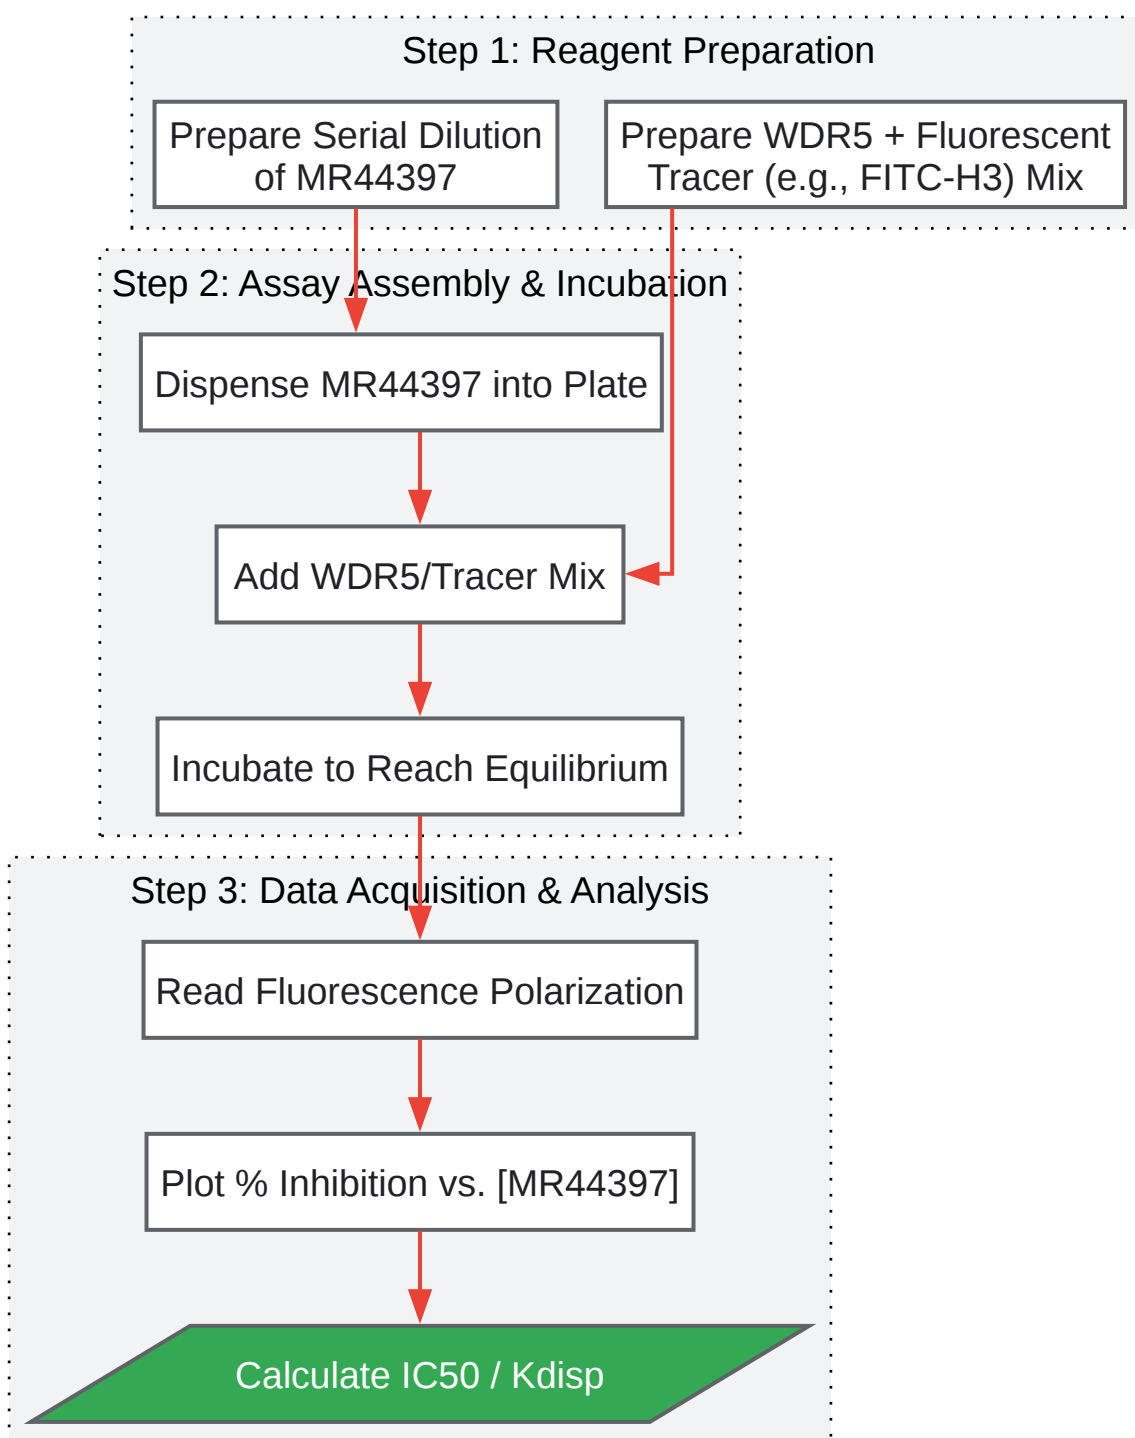 Step 1: Reagent Preparation
Prepare Serial Dilution
of MR44397
Prepare WDR5 + Fluorescent
Tracer (e.g., FITC-H3) Mix
Step 2: Assay Assembly & Incubation
Dispense MR44397 into Plate
Add WDR5/Tracer Mix
Incubate to Reach Equilibrium
Step 3: Data Acquisition & Analysis
Read Fluorescence Polarization
Plot % Inhibition vs. [MR44397]
Calculate IC50 / Kdisp